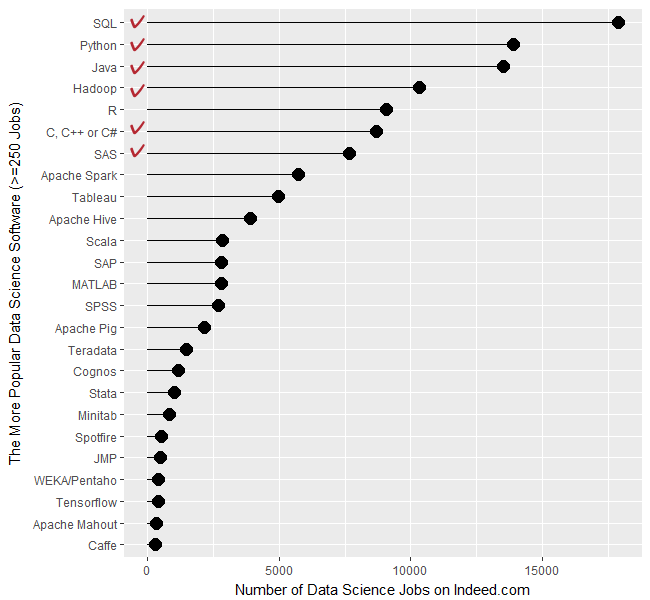 The More Popular Data Science Software (>=250 Jobs)
SQL
Python
Java
Hadoop
R
C, C++ or C#
SAS
Apache Spark
Tableau
Apache Hive
Scala
SAP
MATLAB
SPSS
Apache Pig
Teradata
Cognos
Stata
Minitab
Spotfire
JMP
WEKA/Pentaho
Tensorflow
Apache Mahout
Caffe
0 5000 10000 15000
Number of Data Science Jobs on Indeed.com